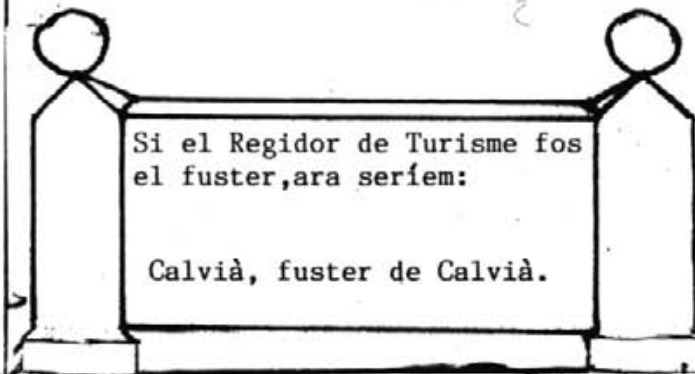 Si el Regidor de Turisme fos
el fuster,ara seríem:
Calvià, fuster de Calvià.